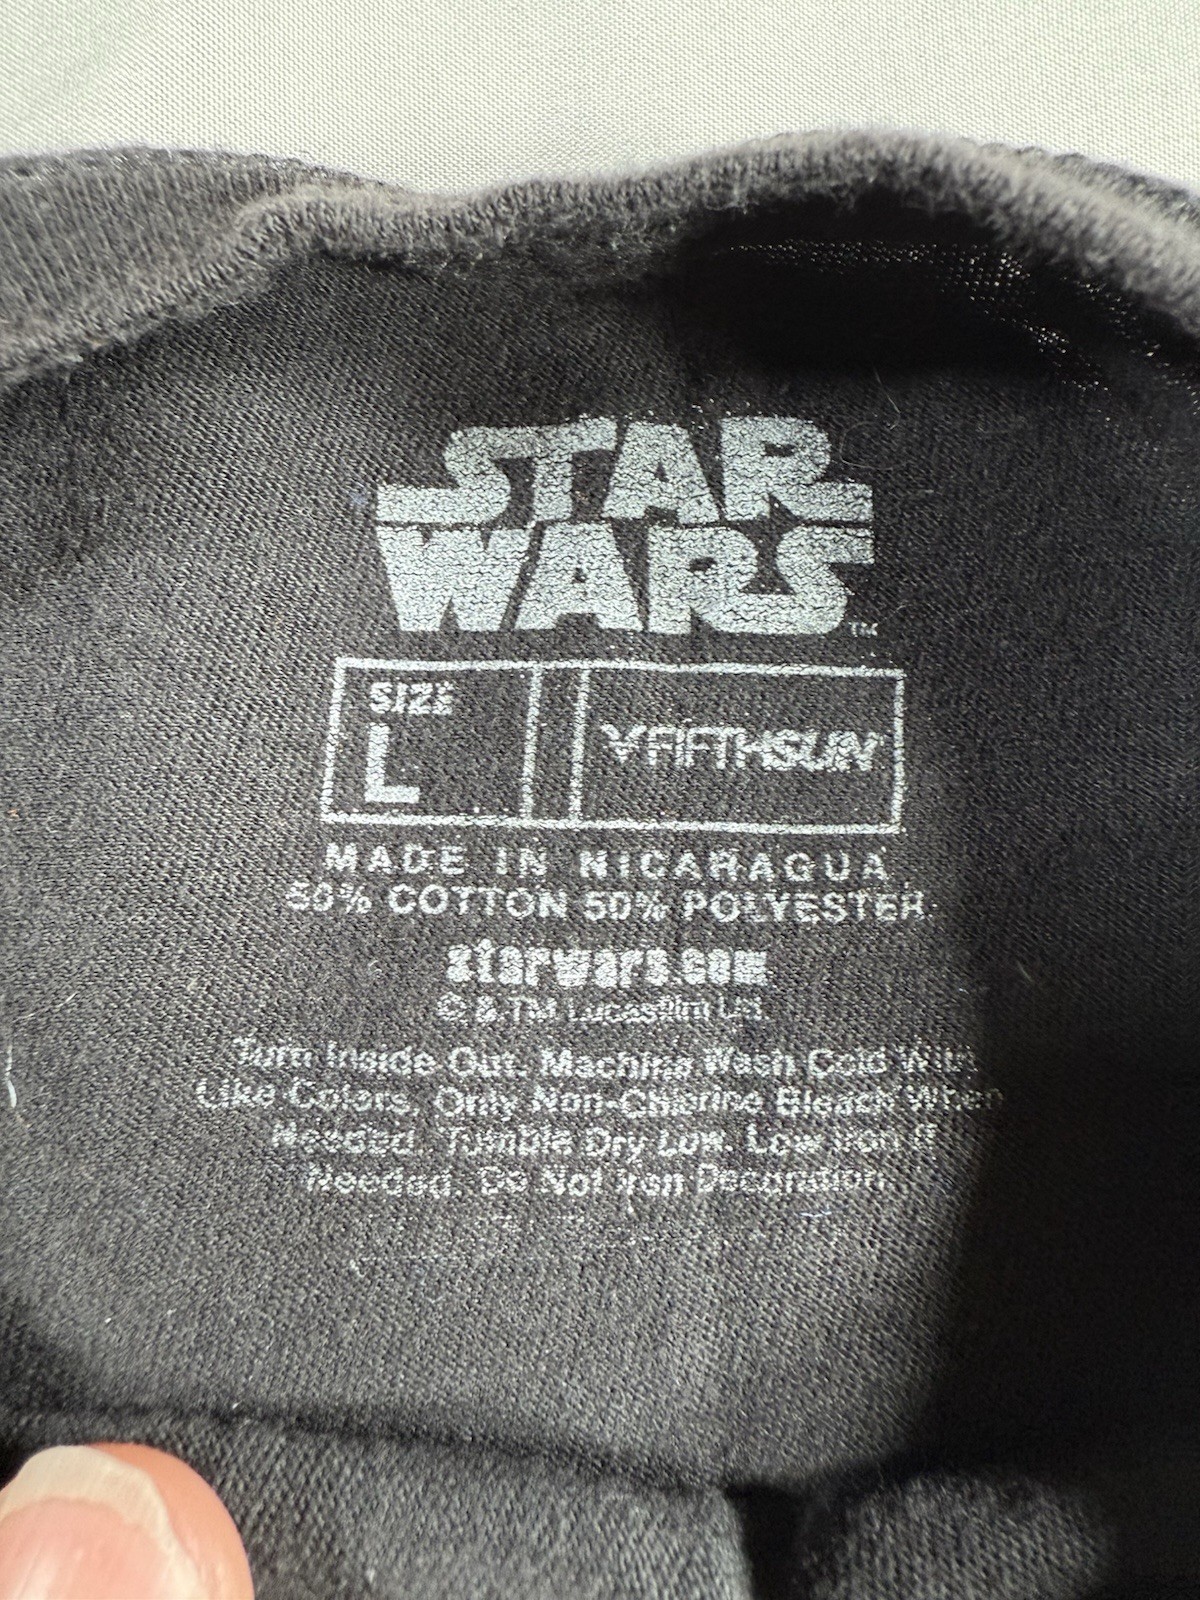 STAR
WARS
TM
SIZE
L
FIFTHSUN
MADE IN NICARAGUA
50% COTTON 50% POLYESTER
starwars.com
© & TM Lucasfilm Ltd.
Turn Inside Out. Machine Wash Cold With
Like Colors. Only Non-Chlorine Bleach When
Needed. Tumble Dry Low. Low Iron If
Needed. Do Not Iron Decoration.